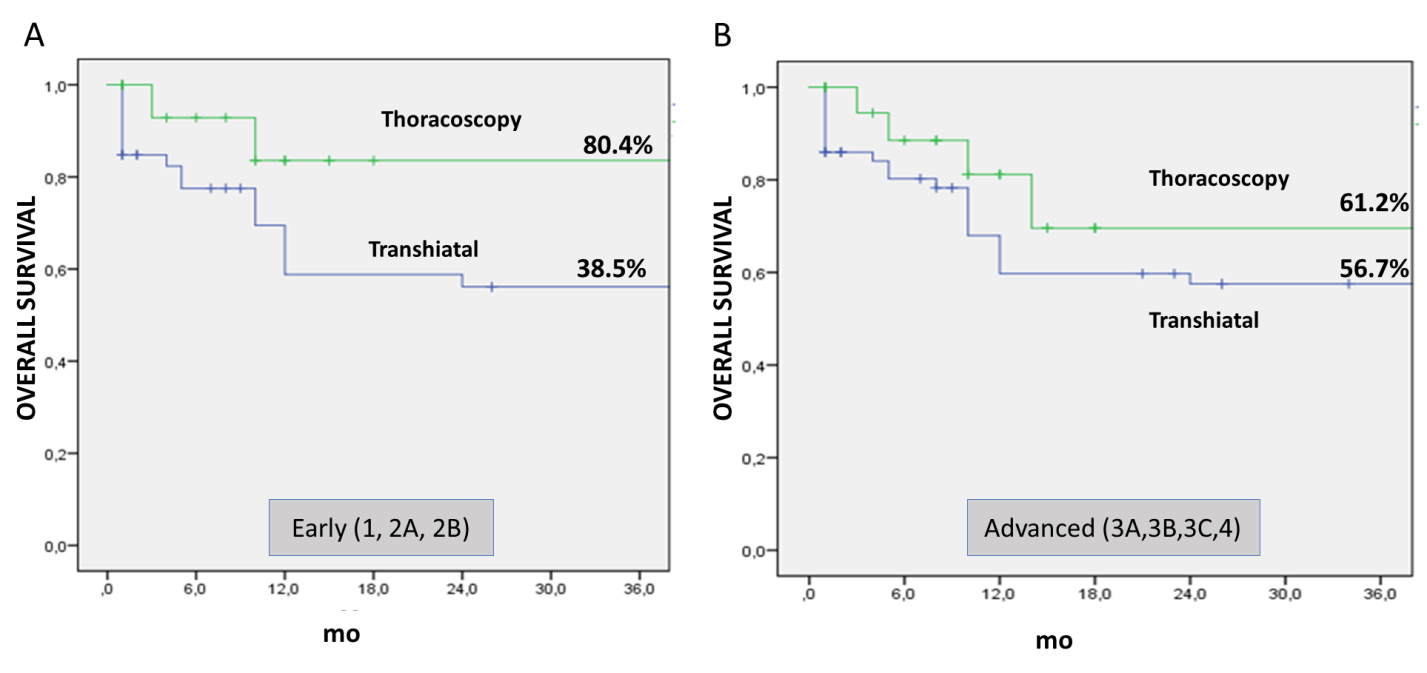 A
OVERALL SURVIVAL
1,0
0,8
0,6
0,4
0,2
0,0
Thoracoscopy
80.4%
Transhiatal
38.5%
Early (1, 2A, 2B)
,0 6,0 12,0 18,0 24,0 30,0 36,0
mo
B
OVERALL SURVIVAL
1,0
0,8
0,6
0,4
0,2
0,0
Thoracoscopy
61.2%
56.7%
Transhiatal
Advanced (3A,3B,3C,4)
,0 6,0 12,0 18,0 24,0 30,0 36,0
mo